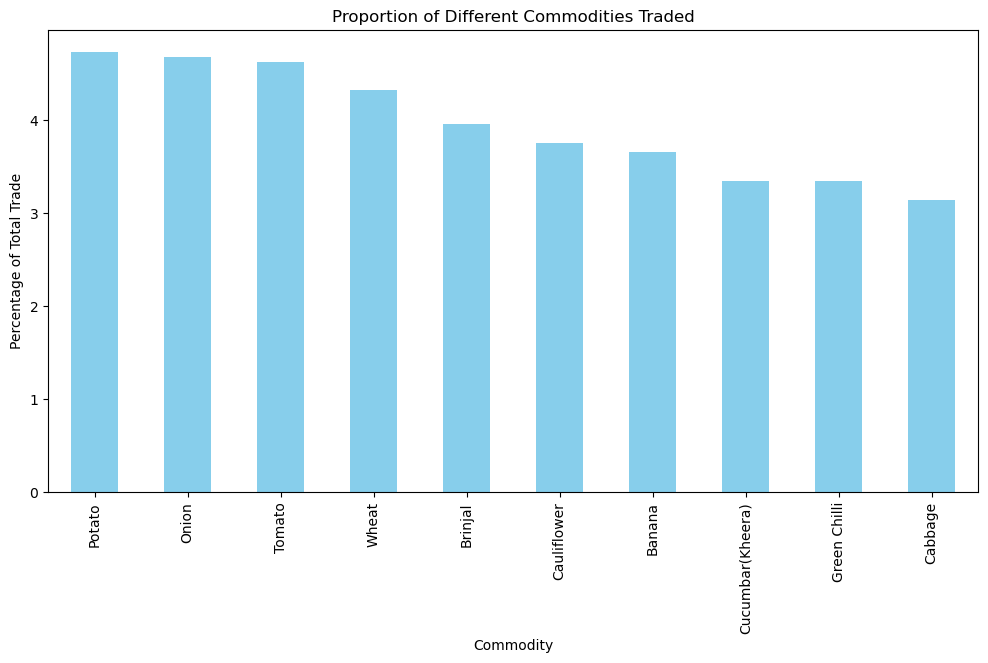 Proportion of Different Commodities Traded
Percentage of Total Trade
4
3
2
1
0
Potato
Onion
Tomato
Wheat
Brinjal
Cauliflower
Banana
Cucumbar(Kheera)
Green Chilli
Cabbage
Commodity